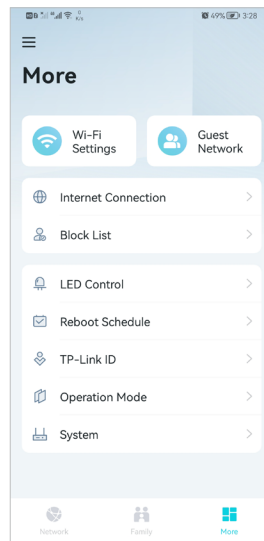 0
K/s
49% 3:28
More
Wi-Fi
Settings
Guest
Network
Internet Connection
Block List
LED Control
Reboot Schedule
TP-Link ID
Operation Mode
System
Network
Family
More